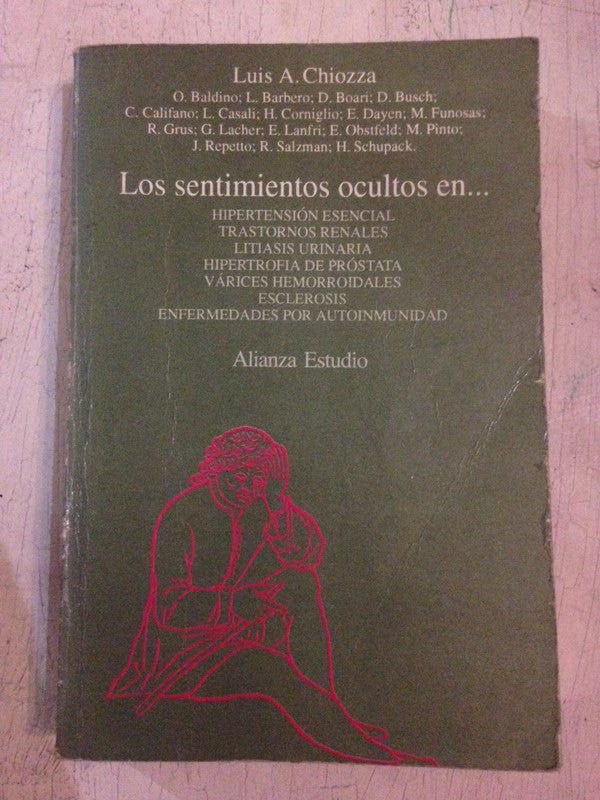 Luis A. Chiozza
O. Baldino; L. Barbero; D. Boari; D. Busch;
C. Califano; L. Casali; H. Corniglio; E. Dayen; M. Funosas;
R. Grus; G. Lacher; E. Lanfri; E. Obstfeld; M. Pinto;
J. Repetto; R. Salzman; H. Schupack.
Los sentimientos ocultos en...
HIPERTENSIÓN ESENCIAL
TRASTORNOS RENALES
LITIASIS URINARIA
HIPERTROFIA DE PRÓSTATA
VÁRICES HEMORROIDALES
ESCLEROSIS
ENFERMEDADES POR AUTOINMUNIDAD
Alianza Estudio